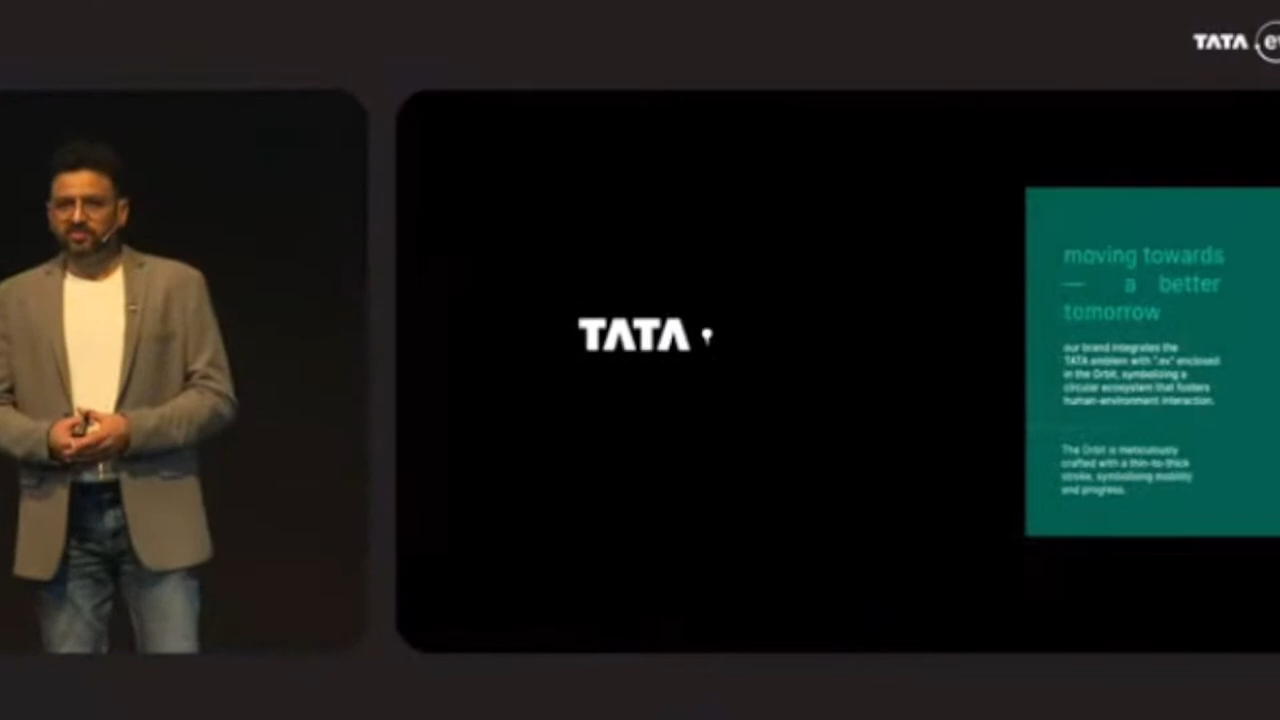 TATA .ev
TATA
moving towards
— a better
tomorrow
our brand integrates the
TATA emblem with ".ev" enclosed
in the Orbit, symbolizing a
circular ecosystem that fosters
human-environment interaction.
The Orbit is meticulously
crafted with a thin-to-thick
stroke, symbolising mobility
and progress.